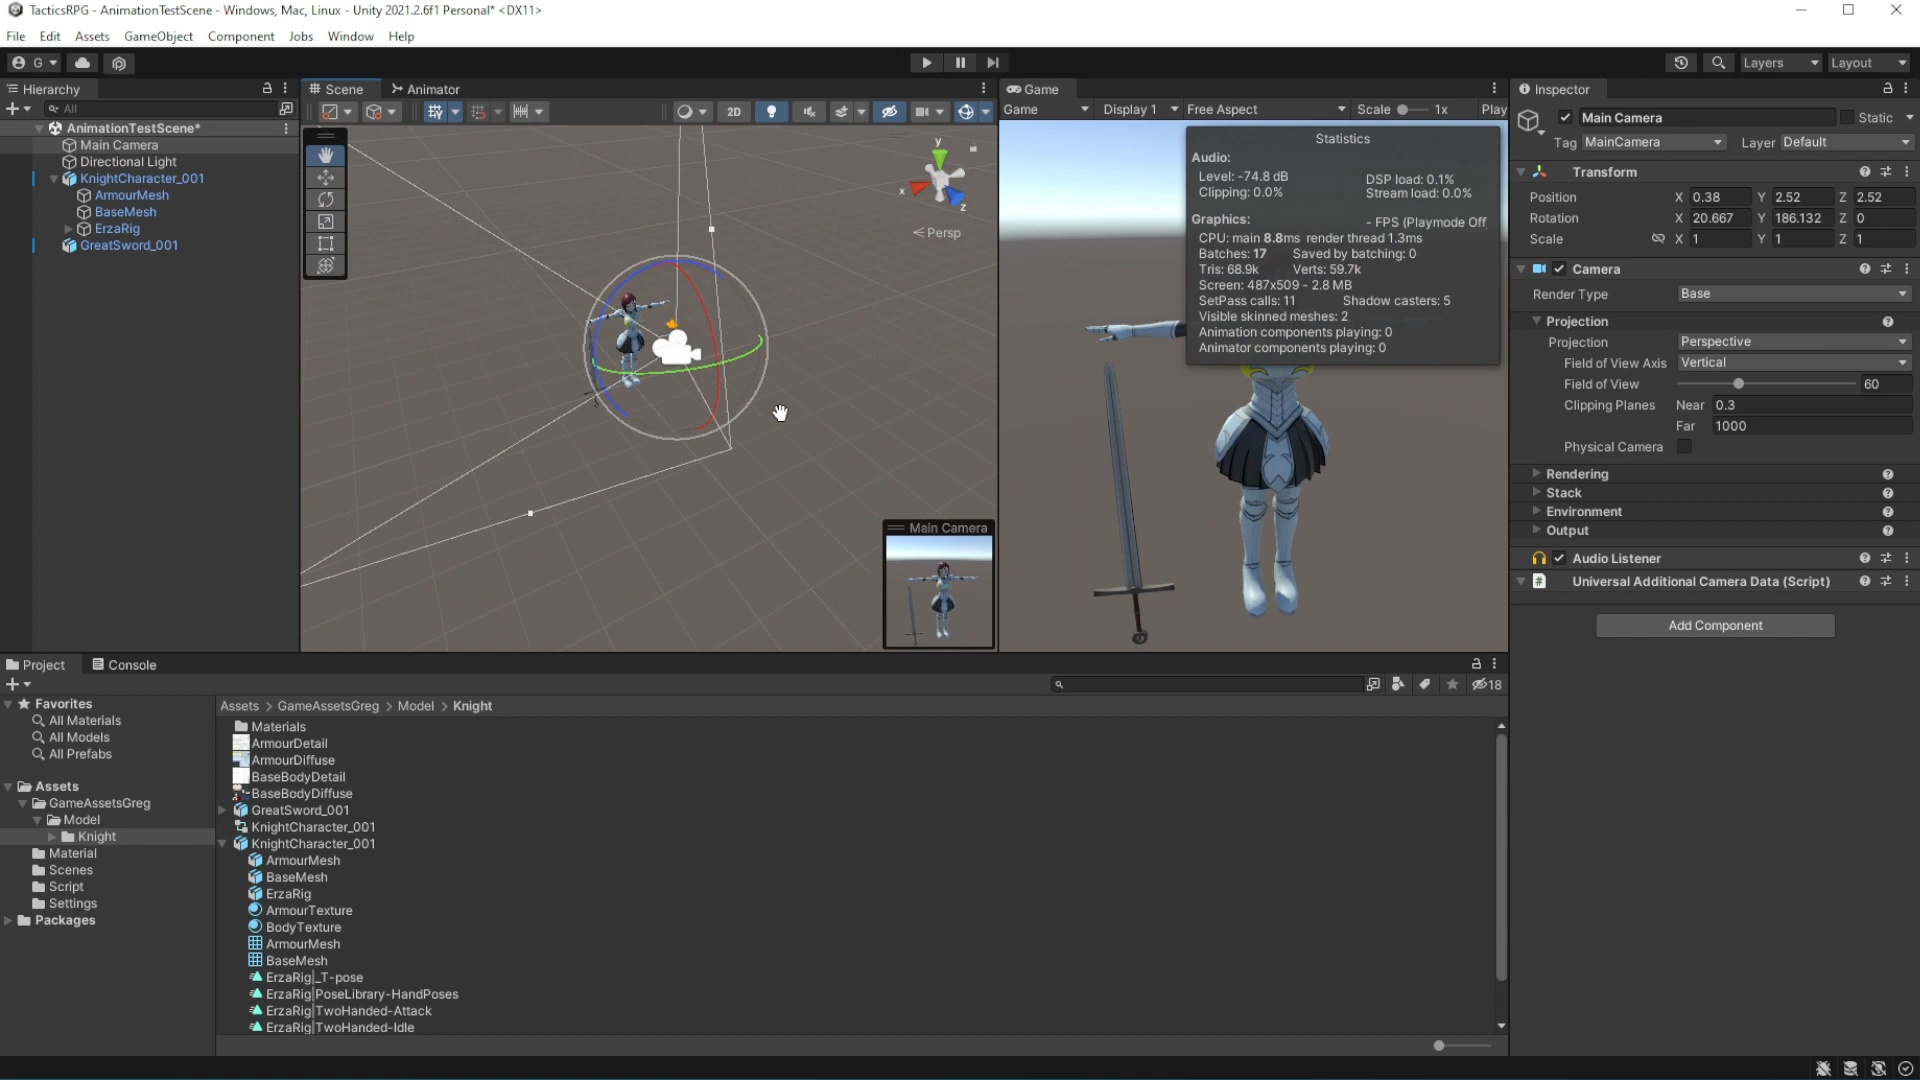 TacticsRPG - AnimationTestScene - Windows, Mac, Linux - Unity 2021.2.6f1 Personal* <DX11>
File Edit Assets GameObject Component Jobs Window Help
G
Layers
Layout
Hierarchy
All
AnimationTestScene*
Main Camera
Directional Light
KnightCharacter_001
ArmourMesh
BaseMesh
ErzaRig
GreatSword_001
Scene
Animator
2D
y
x
z
Persp
Main Camera
Game
Game
Display 1
Free Aspect
Scale
1x
Play
Statistics
Audio:
Level: -74.8 dB
DSP load: 0.1%
Clipping: 0.0%
Stream load: 0.0%
Graphics:
- FPS (Playmode Off
CPU: main 8.8ms render thread 1.3ms
Batches: 17 Saved by batching: 0
Tris: 68.9k Verts: 59.7k
Screen: 487x509 - 2.8 MB
SetPass calls: 11 Shadow casters: 5
Visible skinned meshes: 2
Animation components playing: 0
Animator components playing: 0
Inspector
Main Camera
Static
Tag MainCamera
Layer Default
Transform
Position X 0.38 Y 2.52 Z 2.52
Rotation X 20.667 Y 186.132 Z 0
Scale X 1 Y 1 Z 1
Camera
Render Type Base
Projection
Projection Perspective
Field of View Axis Vertical
Field of View 60
Clipping Planes Near 0.3
Far 1000
Physical Camera
Rendering
Stack
Environment
Output
Audio Listener
# Universal Additional Camera Data (Script)
Add Component
Project
Console
18
Favorites
All Materials
All Models
All Prefabs
Assets
GameAssetsGreg
Model
Knight
Material
Scenes
Script
Settings
Packages
Assets > GameAssetsGreg > Model > Knight
Materials
ArmourDetail
ArmourDiffuse
BaseBodyDetail
BaseBodyDiffuse
GreatSword_001
KnightCharacter_001
KnightCharacter_001
ArmourMesh
BaseMesh
ErzaRig
ArmourTexture
BodyTexture
ArmourMesh
BaseMesh
ErzaRig|_T-pose
ErzaRig|PoseLibrary-HandPoses
ErzaRig|TwoHanded-Attack
ErzaRig|TwoHanded-Idle